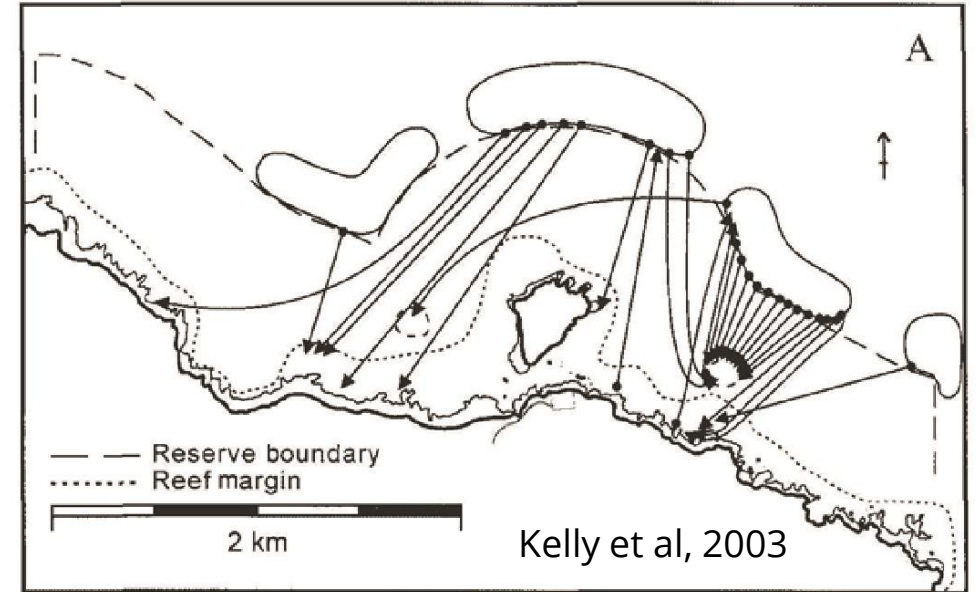 A
Reserve boundary
Reef margin
2 km
Kelly et al, 2003